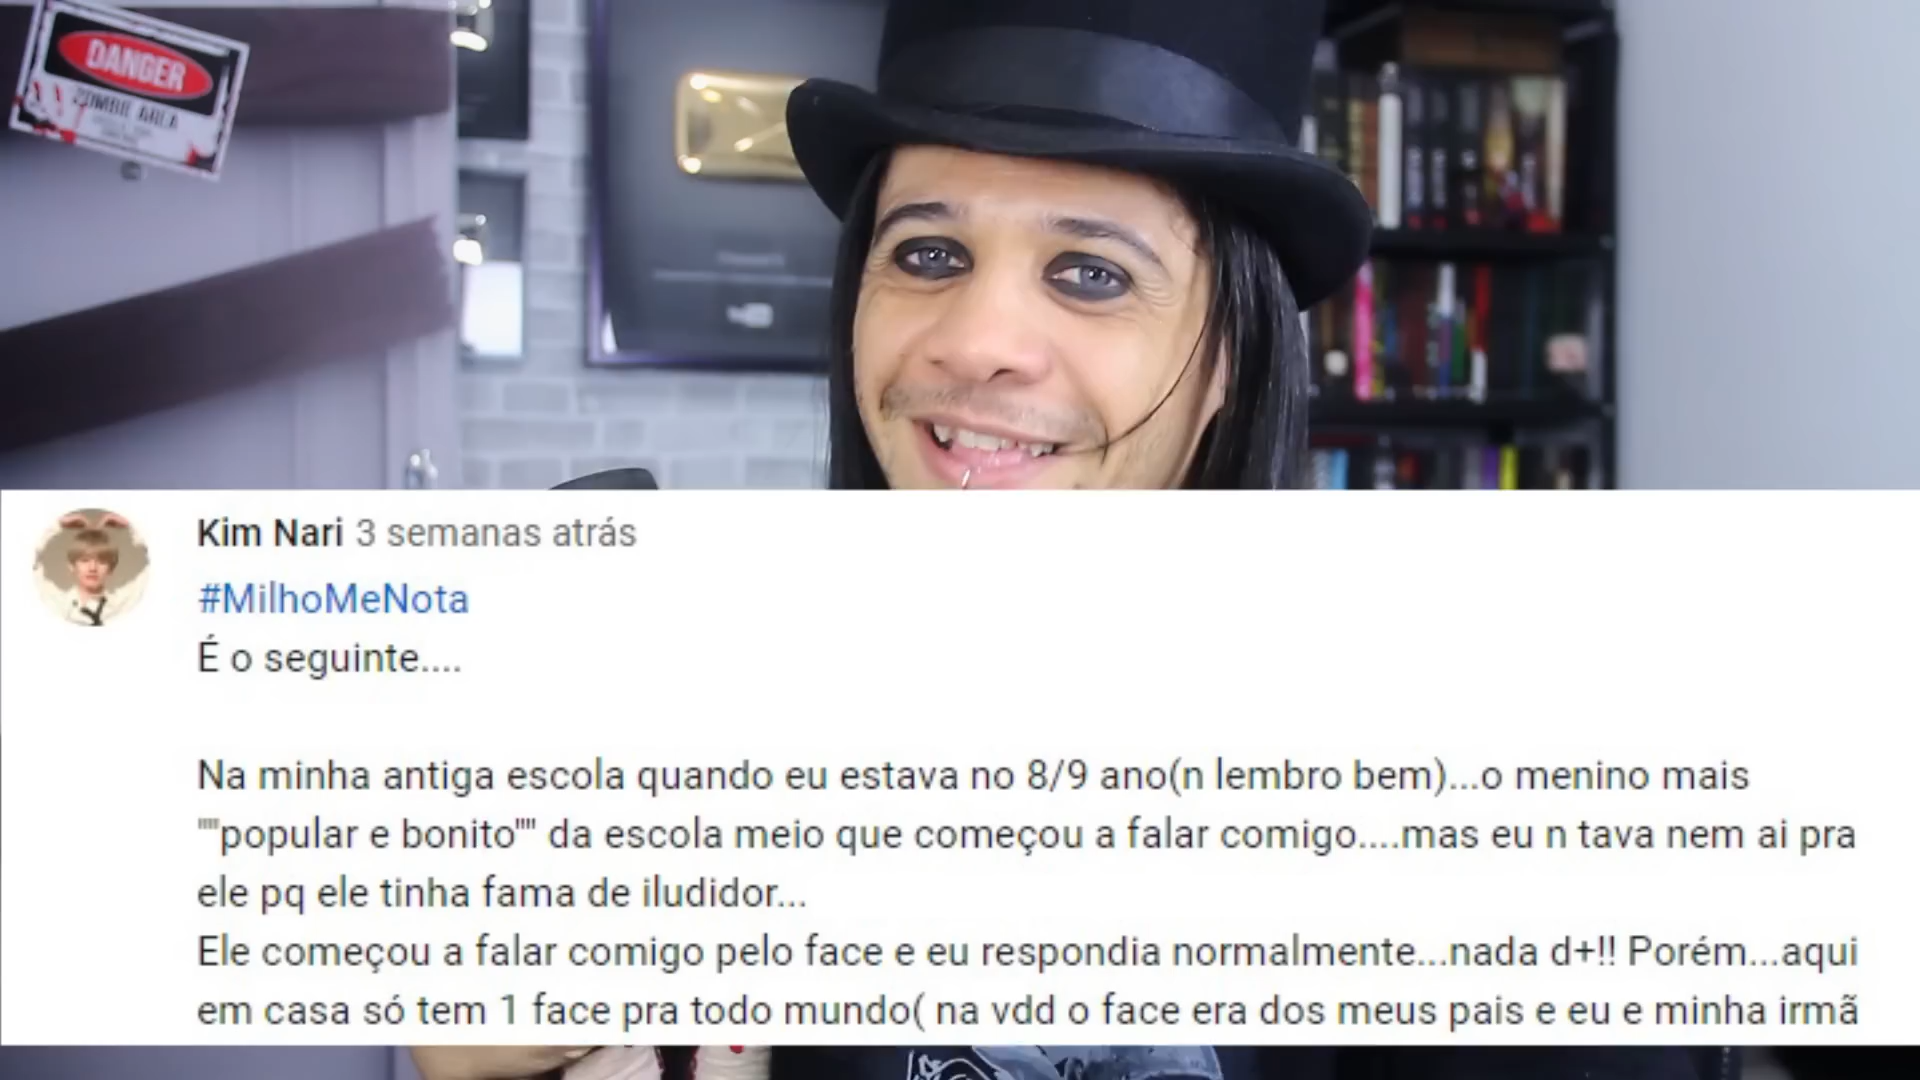 DANGER
ZOMBIE AREA
Kim Nari 3 semanas atrás
#MilhoMeNota
É o seguinte....
Na minha antiga escola quando eu estava no 8/9 ano(n lembro bem)...o menino mais
""popular e bonito"" da escola meio que começou a falar comigo....mas eu n tava nem ai pra
ele pq ele tinha fama de iludidor...
Ele começou a falar comigo pelo face e eu respondia normalmente...nada d+!! Porém...aqui
em casa só tem 1 face pra todo mundo( na vdd o face era dos meus pais e eu e minha irmã